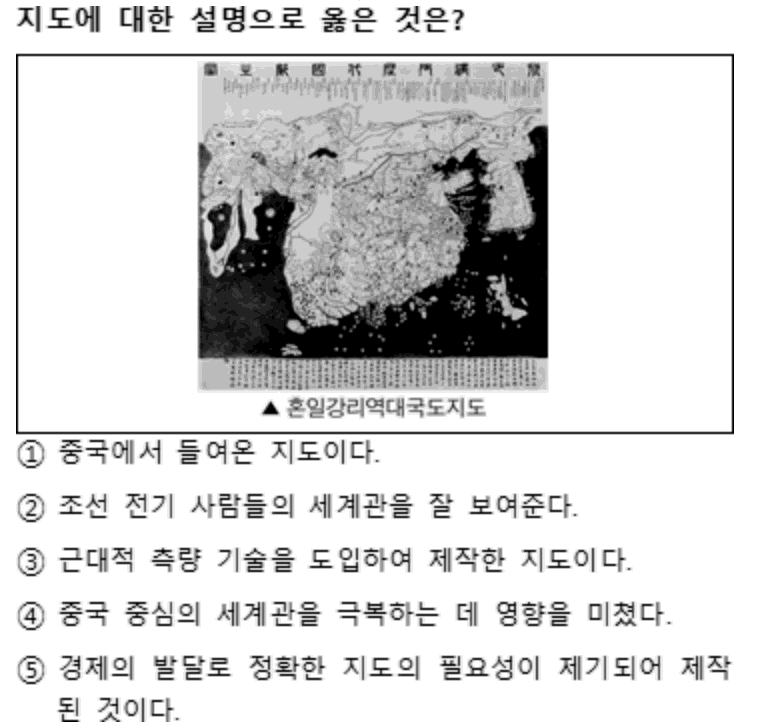 지도에 대한 설명으로 옳은 것은?
▲ 혼일강리역대국도지도
① 중국에서 들여온 지도이다.
② 조선 전기 사람들의 세계관을 잘 보여준다.
③ 근대적 측량 기술을 도입하여 제작한 지도이다.
④ 중국 중심의 세계관을 극복하는 데 영향을 미쳤다.
⑤ 경제의 발달로 정확한 지도의 필요성이 제기되어 제작
된 것이다.